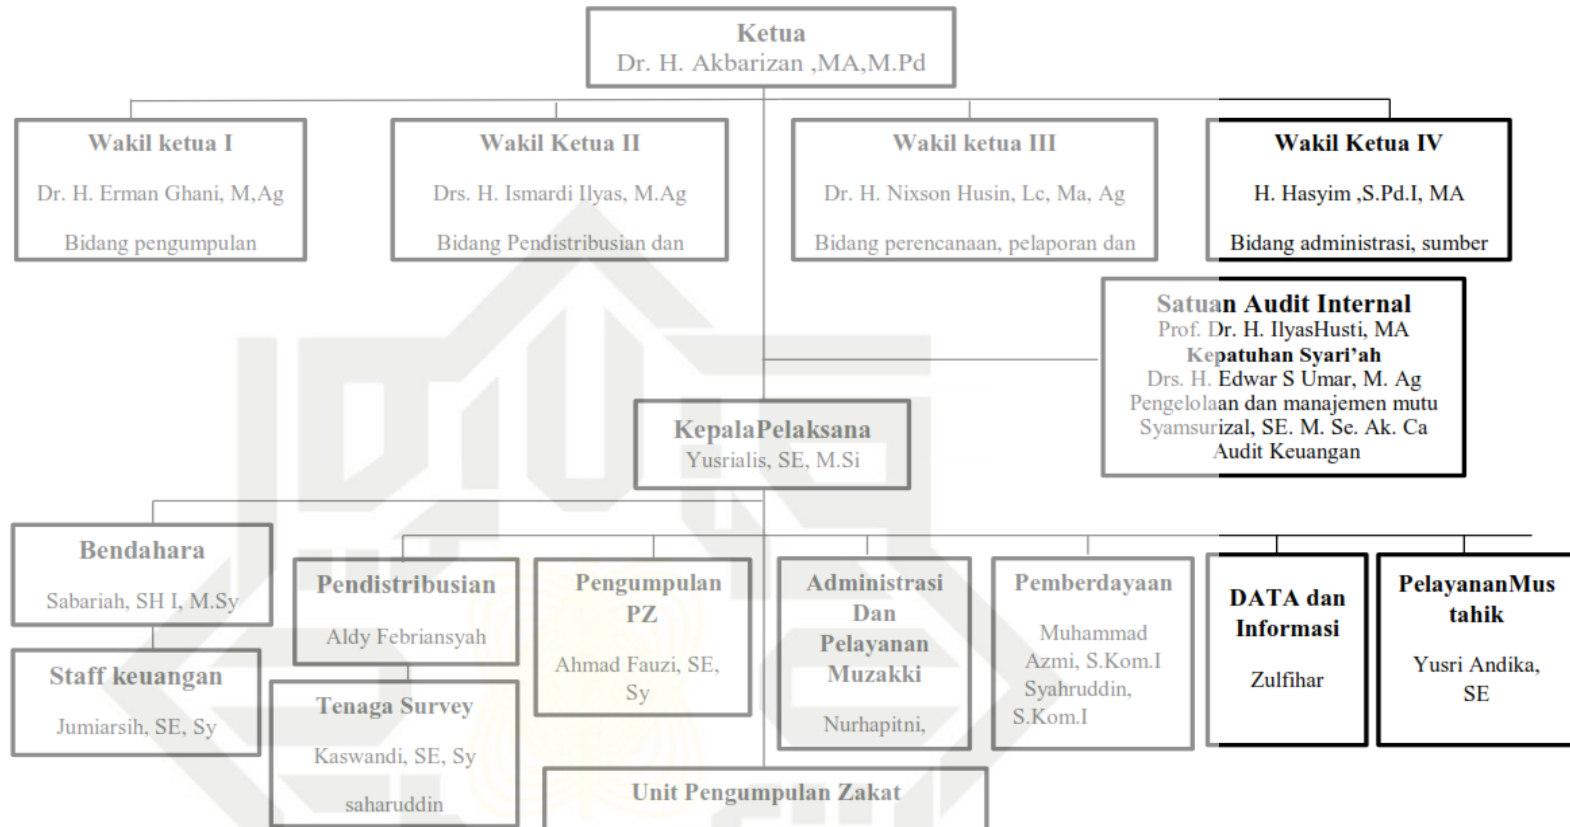 Ketua
Dr. H. Akbarizan ,MA,M.Pd
Wakil ketua I
Dr. H. Erman Ghani, M,Ag
Bidang pengumpulan
Wakil Ketua II
Drs. H. Ismardi Ilyas, M.Ag
Bidang Pendistribusian dan
Wakil ketua III
Dr. H. Nixson Husin, Lc, Ma, Ag
Bidang perencanaan, pelaporan dan
Wakil Ketua IV
H. Hasyim ,S.Pd.I, MA
Bidang administrasi, sumber
Satuan Audit Internal
Prof. Dr. H. IlyasHusti, MA
Kepatuhan Syari’ah
Drs. H. Edwar S Umar, M. Ag
Pengelolaan dan manajemen mutu
Syamsurizal, SE. M. Se. Ak. Ca
Audit Keuangan
KepalaPelaksana
Yusrialis, SE, M.Si
Bendahara
Sabariah, SH I, M.Sy
Staff keuangan
Jumiarsih, SE, Sy
Pendistribusian
Aldy Febriansyah
Tenaga Survey
Kaswandi, SE, Sy
saharuddin
Pengumpulan
PZ
Ahmad Fauzi, SE,
Sy
Administrasi
Dan
Pelayanan
Muzakki
Nurhapitni,
Pemberdayaan
Muhammad
Azmi, S.Kom.I
Syahruddin,
S.Kom.I
DATA dan
Informasi
Zulfihar
PelayananMus
tahik
Yusri Andika,
SE
Unit Pengumpulan Zakat